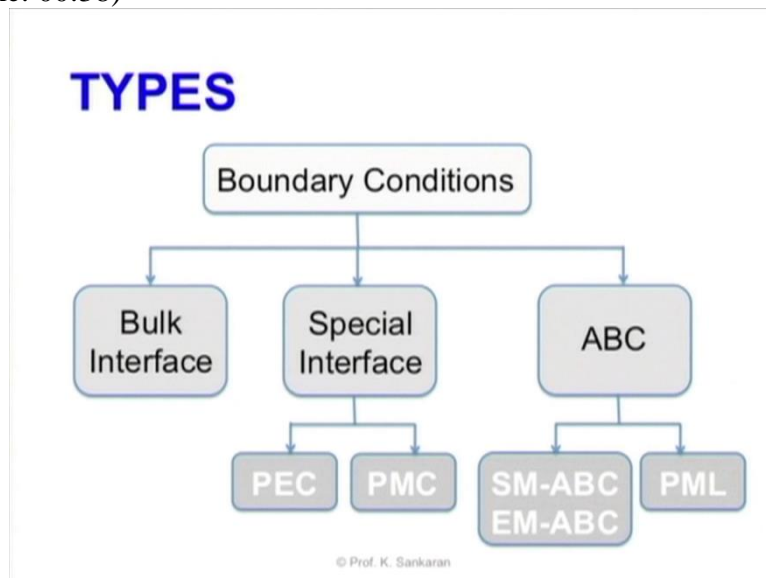 TYPES
Boundary Conditions
Bulk
Interface
Special
Interface
ABC
PEC
PMC
SM-ABC
EM-ABC
PML
© Prof. K. Sankaran